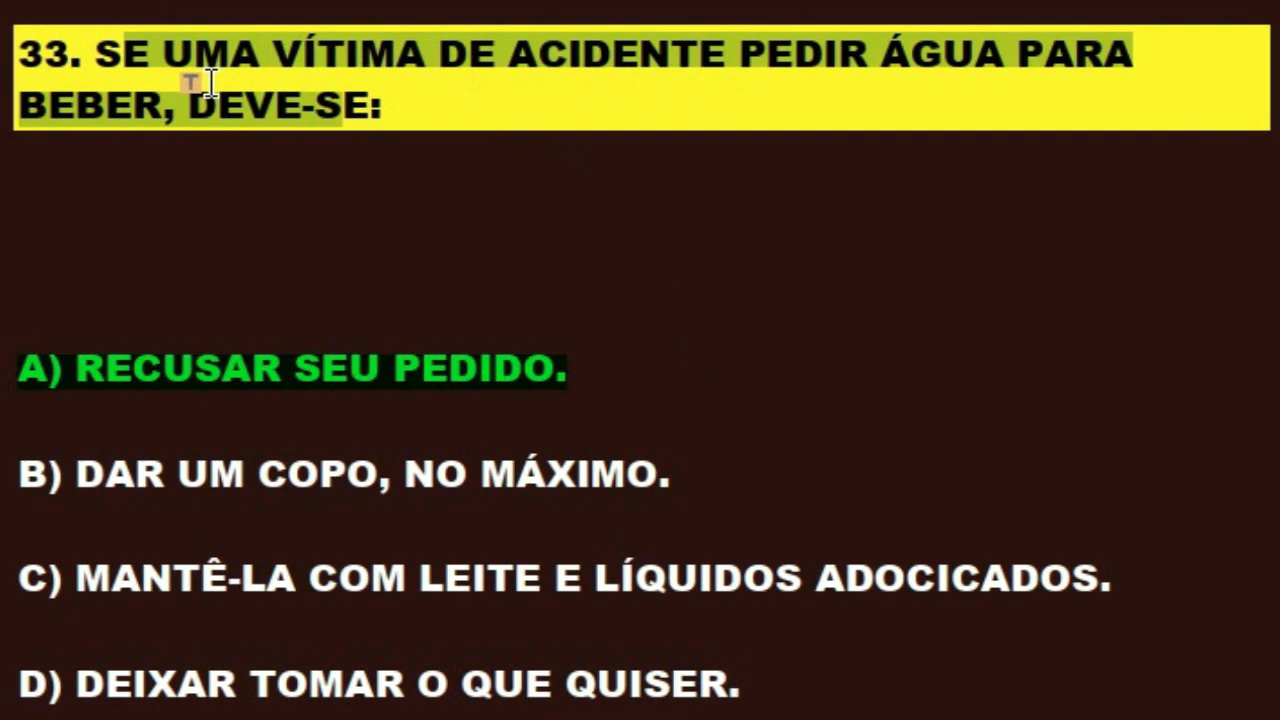 33. SE UMA VÍTIMA DE ACIDENTE PEDIR ÁGUA PARA
BEBER, DEVE-SE:
T
A) RECUSAR SEU PEDIDO.
B) DAR UM COPO, NO MÁXIMO.
C) MANTÊ-LA COM LEITE E LÍQUIDOS ADOCICADOS.
D) DEIXAR TOMAR O QUE QUISER.